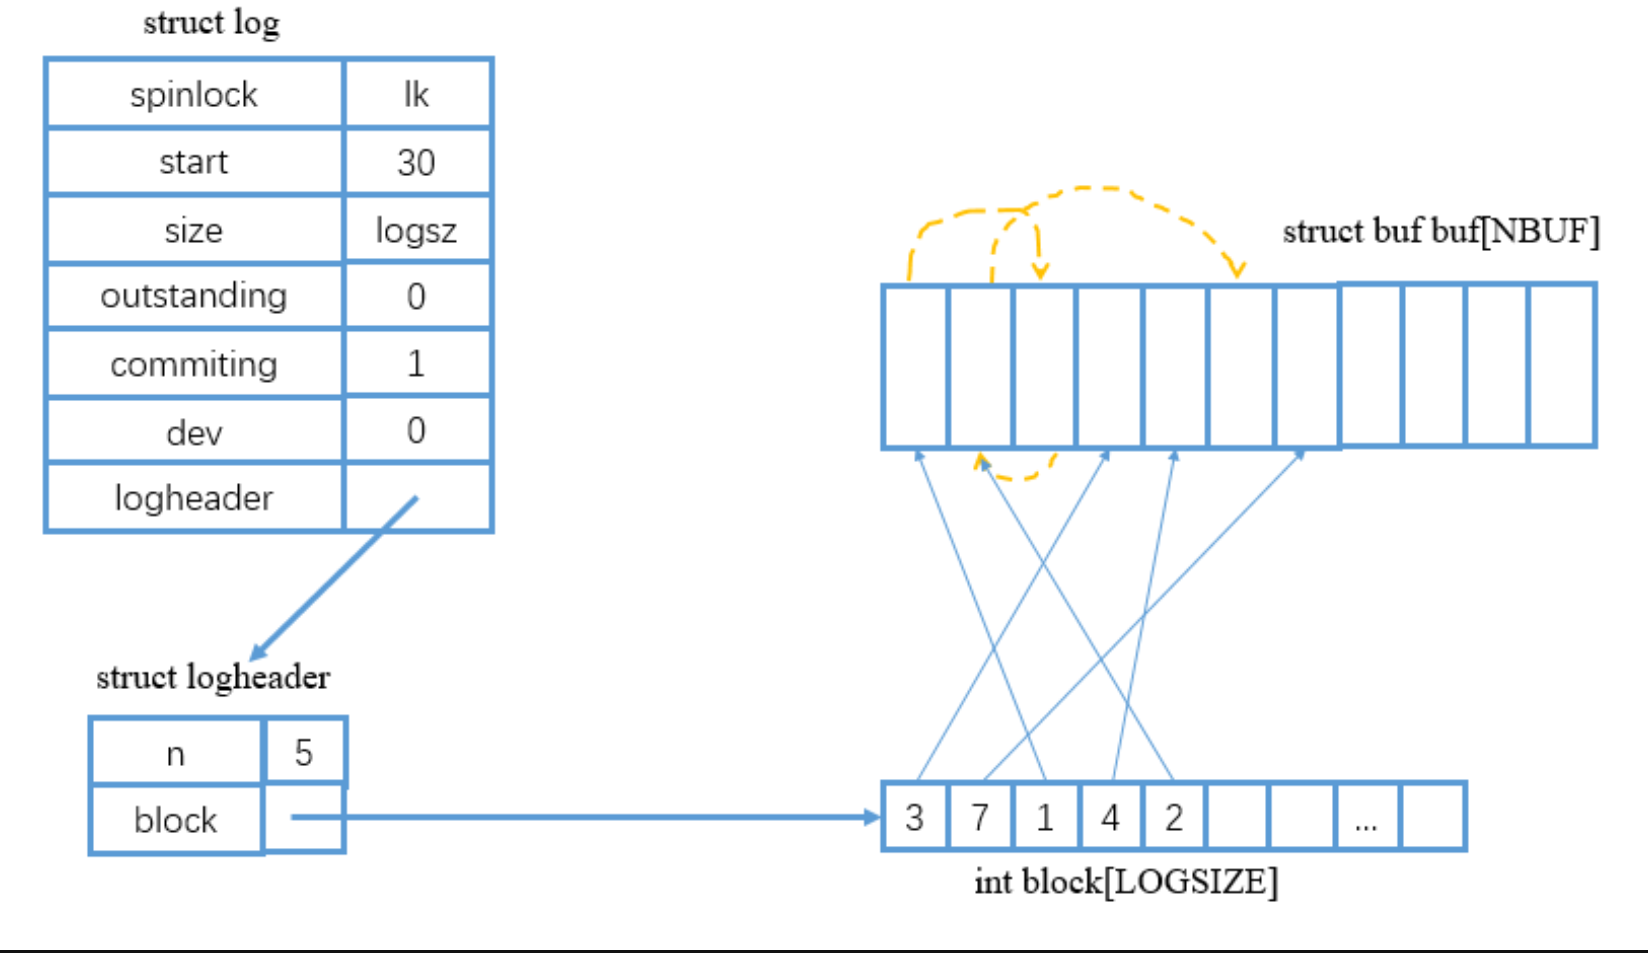 struct log
spinlock lk
start 30
size logsz
outstanding 0
commiting 1
dev 0
logheader
struct buf buf[NBUF]
struct logheader
n 5
block
3 7 1 4 2 ...
int block[LOGSIZE]